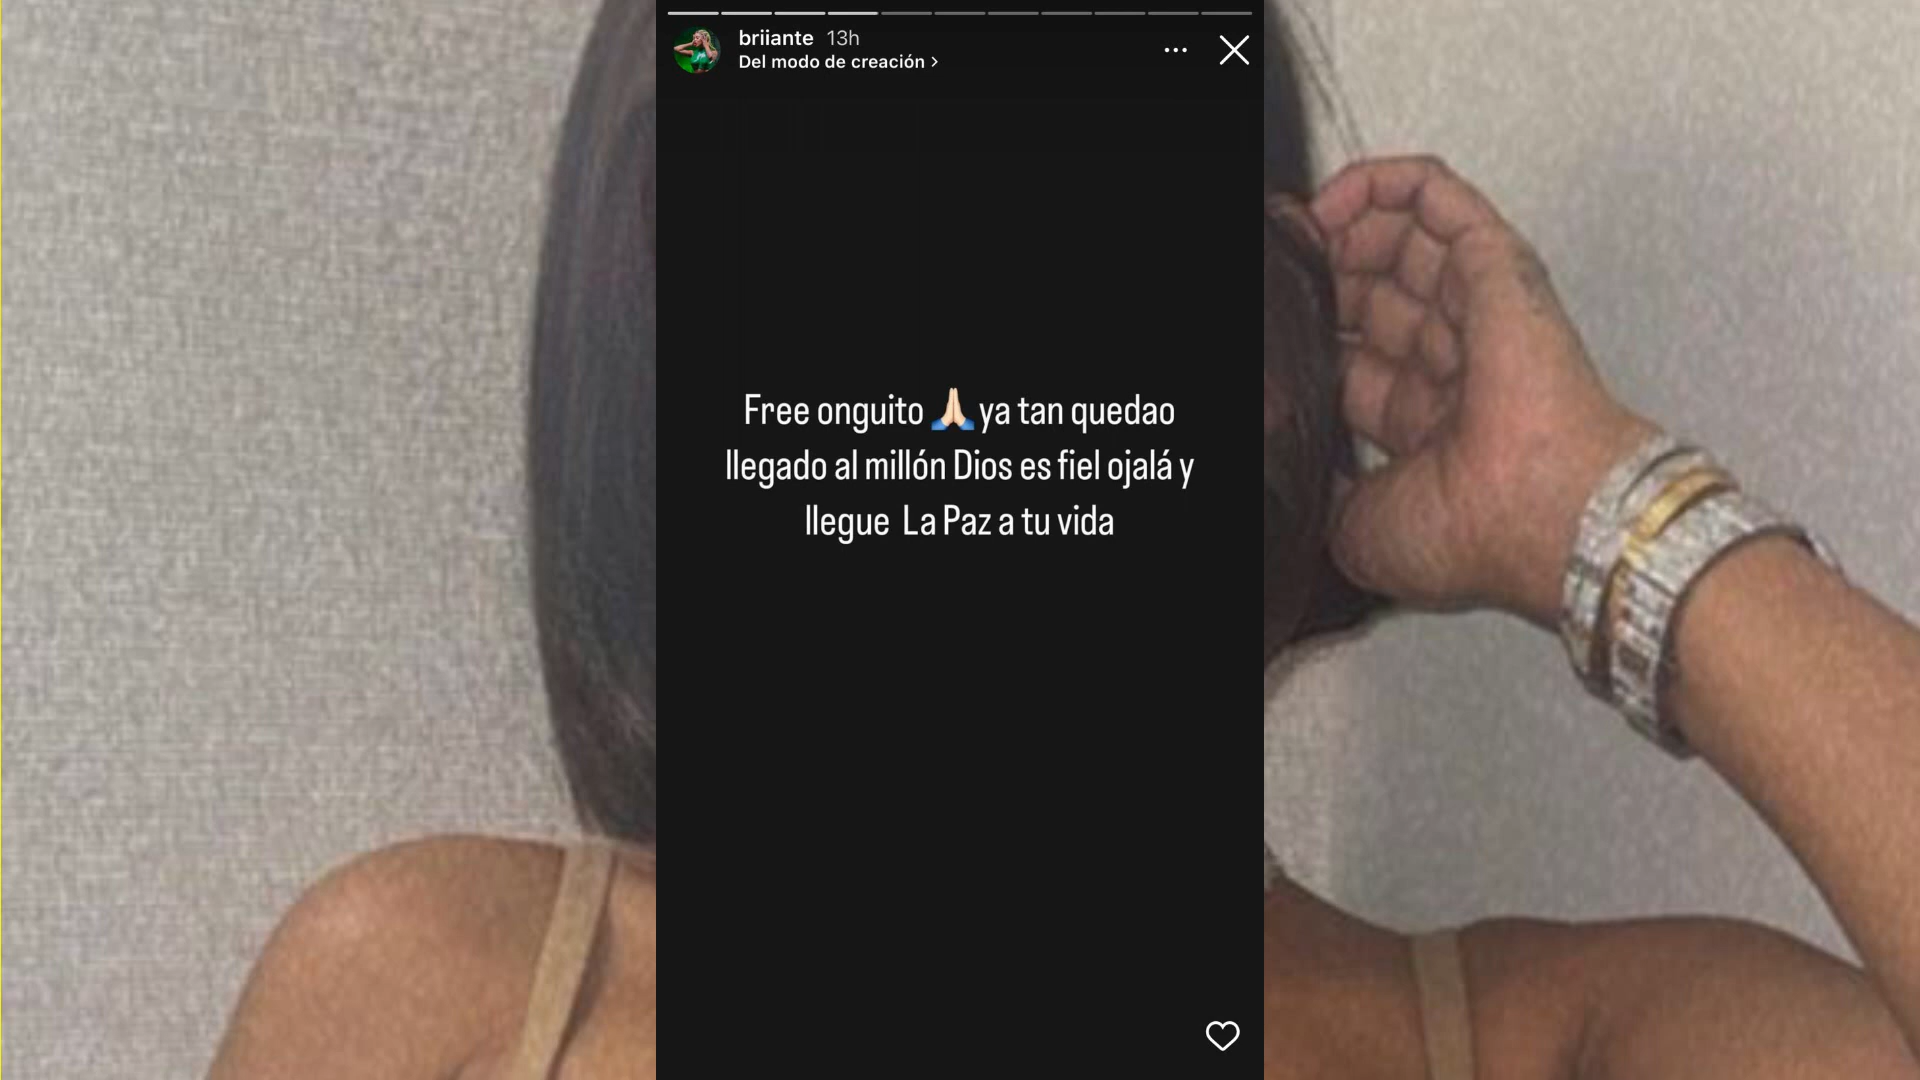 briiante 13h
Del modo de creación >
Free onguito 🙏🏻 ya tan quedao
llegado al millón Dios es fiel ojalá y
llegue La Paz a tu vida